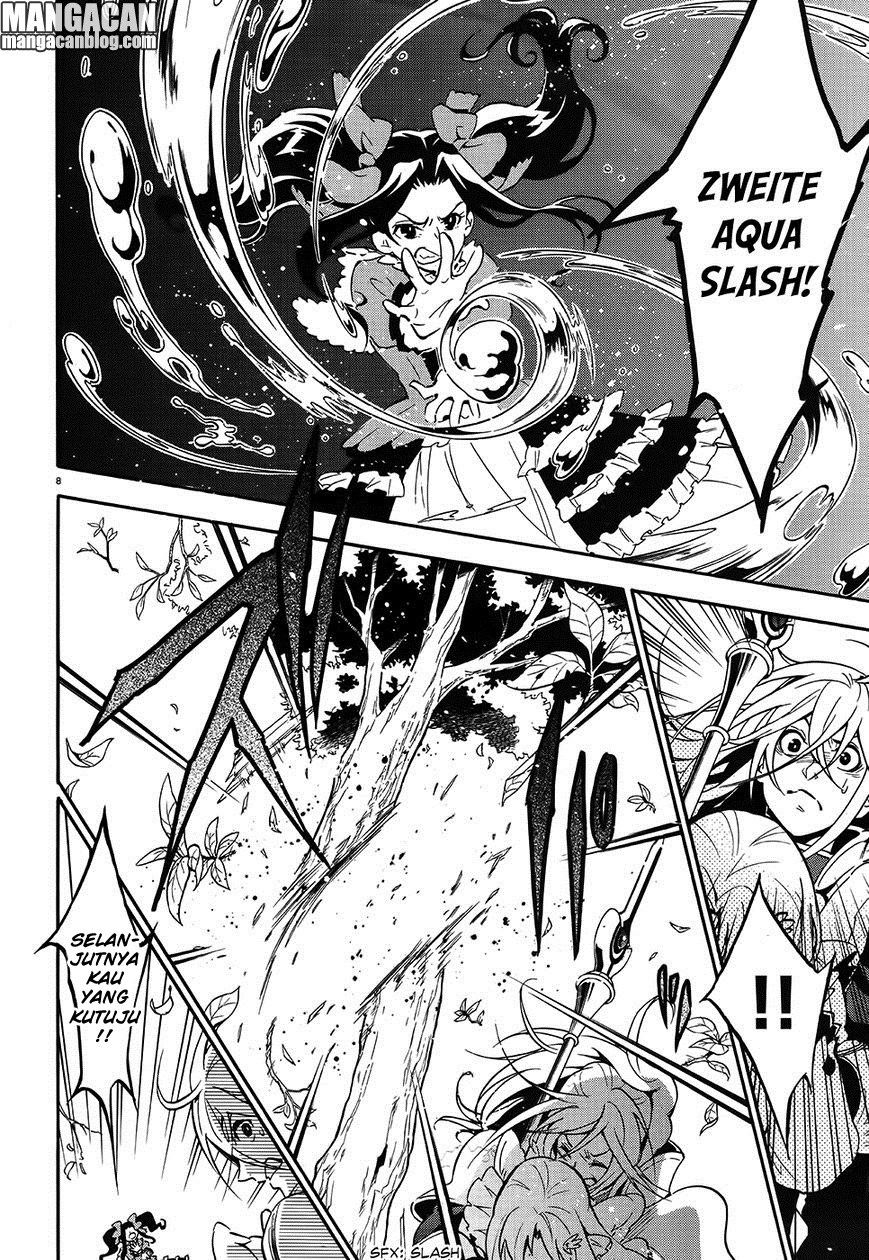 MANGACAN
mangacanblog.com
ZWEITE
AQUA
SLASH!
8
!!
SELAN-
JUTNYA
KAU
YANG
KUTUJU
!!
SFX: SLASH